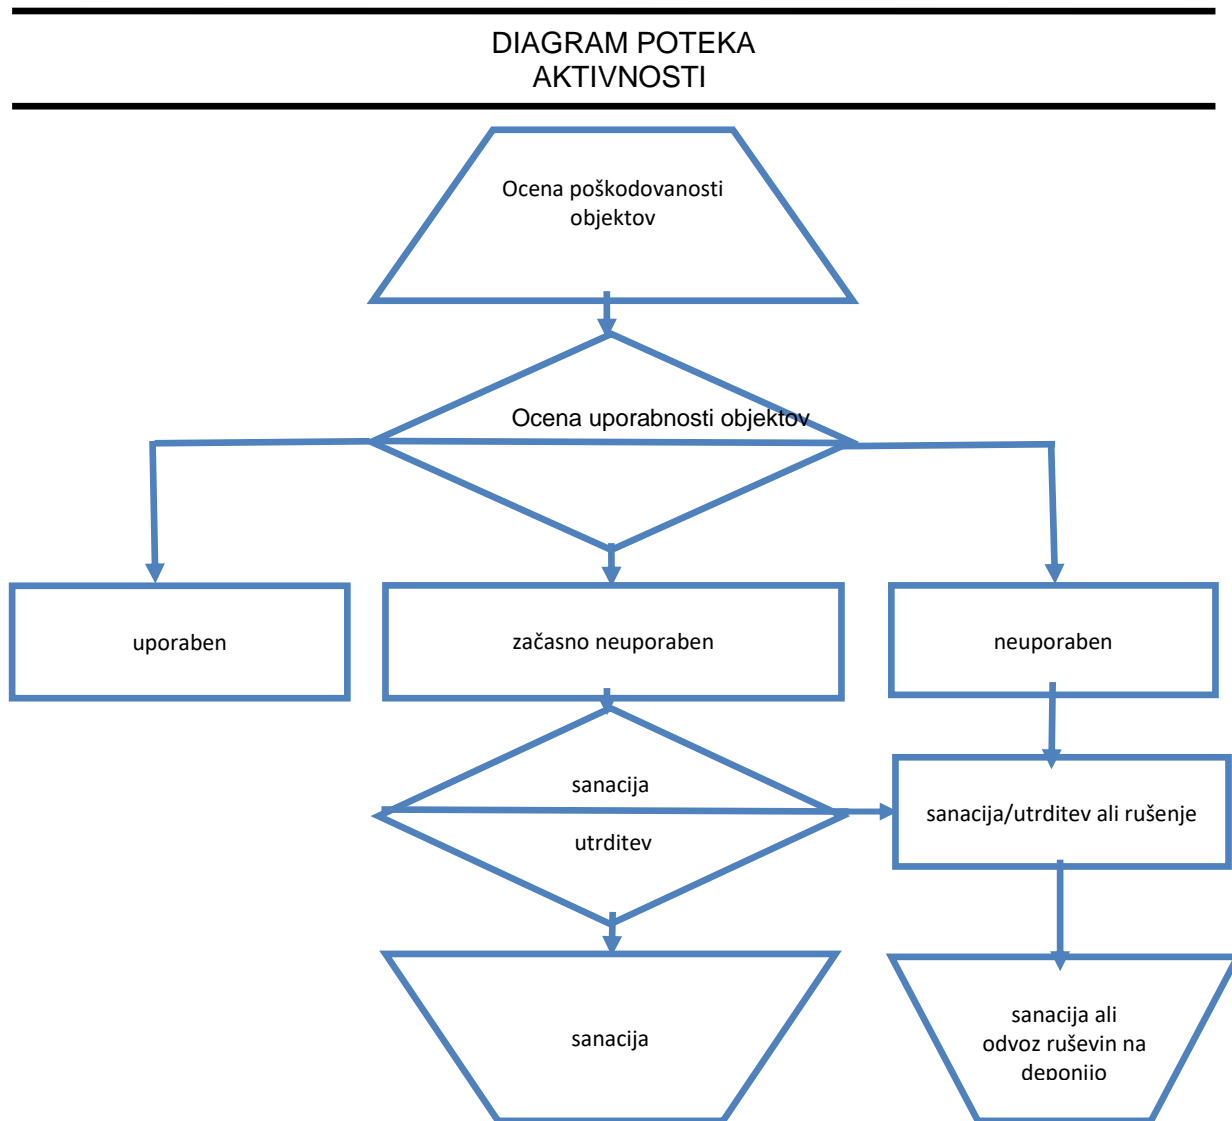 DIAGRAM POTEKA
AKTIVNOSTI
Ocena poškodovanosti
objektov
Ocena uporabnosti objektov
uporaben
začasno neuporaben
neuporaben
sanacija
utrditev
sanacija/utrditev ali rušenje
sanacija
sanacija ali
odvoz ruševin na
deponijo